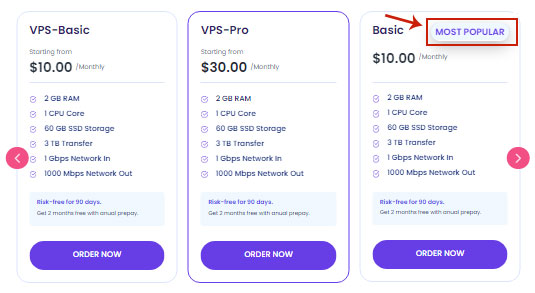 VPS-Basic
Starting from
$10.00 /Monthly
2 GB RAM
1 CPU Core
60 GB SSD Storage
3 TB Transfer
1 Gbps Network In
1000 Mbps Network Out
Risk-free for 90 days.
Get 2 months free with anual prepay.
ORDER NOW
VPS-Pro
Starting from
$30.00 /Monthly
2 GB RAM
1 CPU Core
60 GB SSD Storage
3 TB Transfer
1 Gbps Network In
1000 Mbps Network Out
Risk-free for 90 days.
Get 2 months free with anual prepay.
ORDER NOW
Basic
MOST POPULAR
$10.00 /Monthly
2 GB RAM
1 CPU Core
60 GB SSD Storage
3 TB Transfer
1 Gbps Network In
1000 Mbps Network Out
Risk-free for 90 days.
Get 2 months free with anual prepay.
ORDER NOW